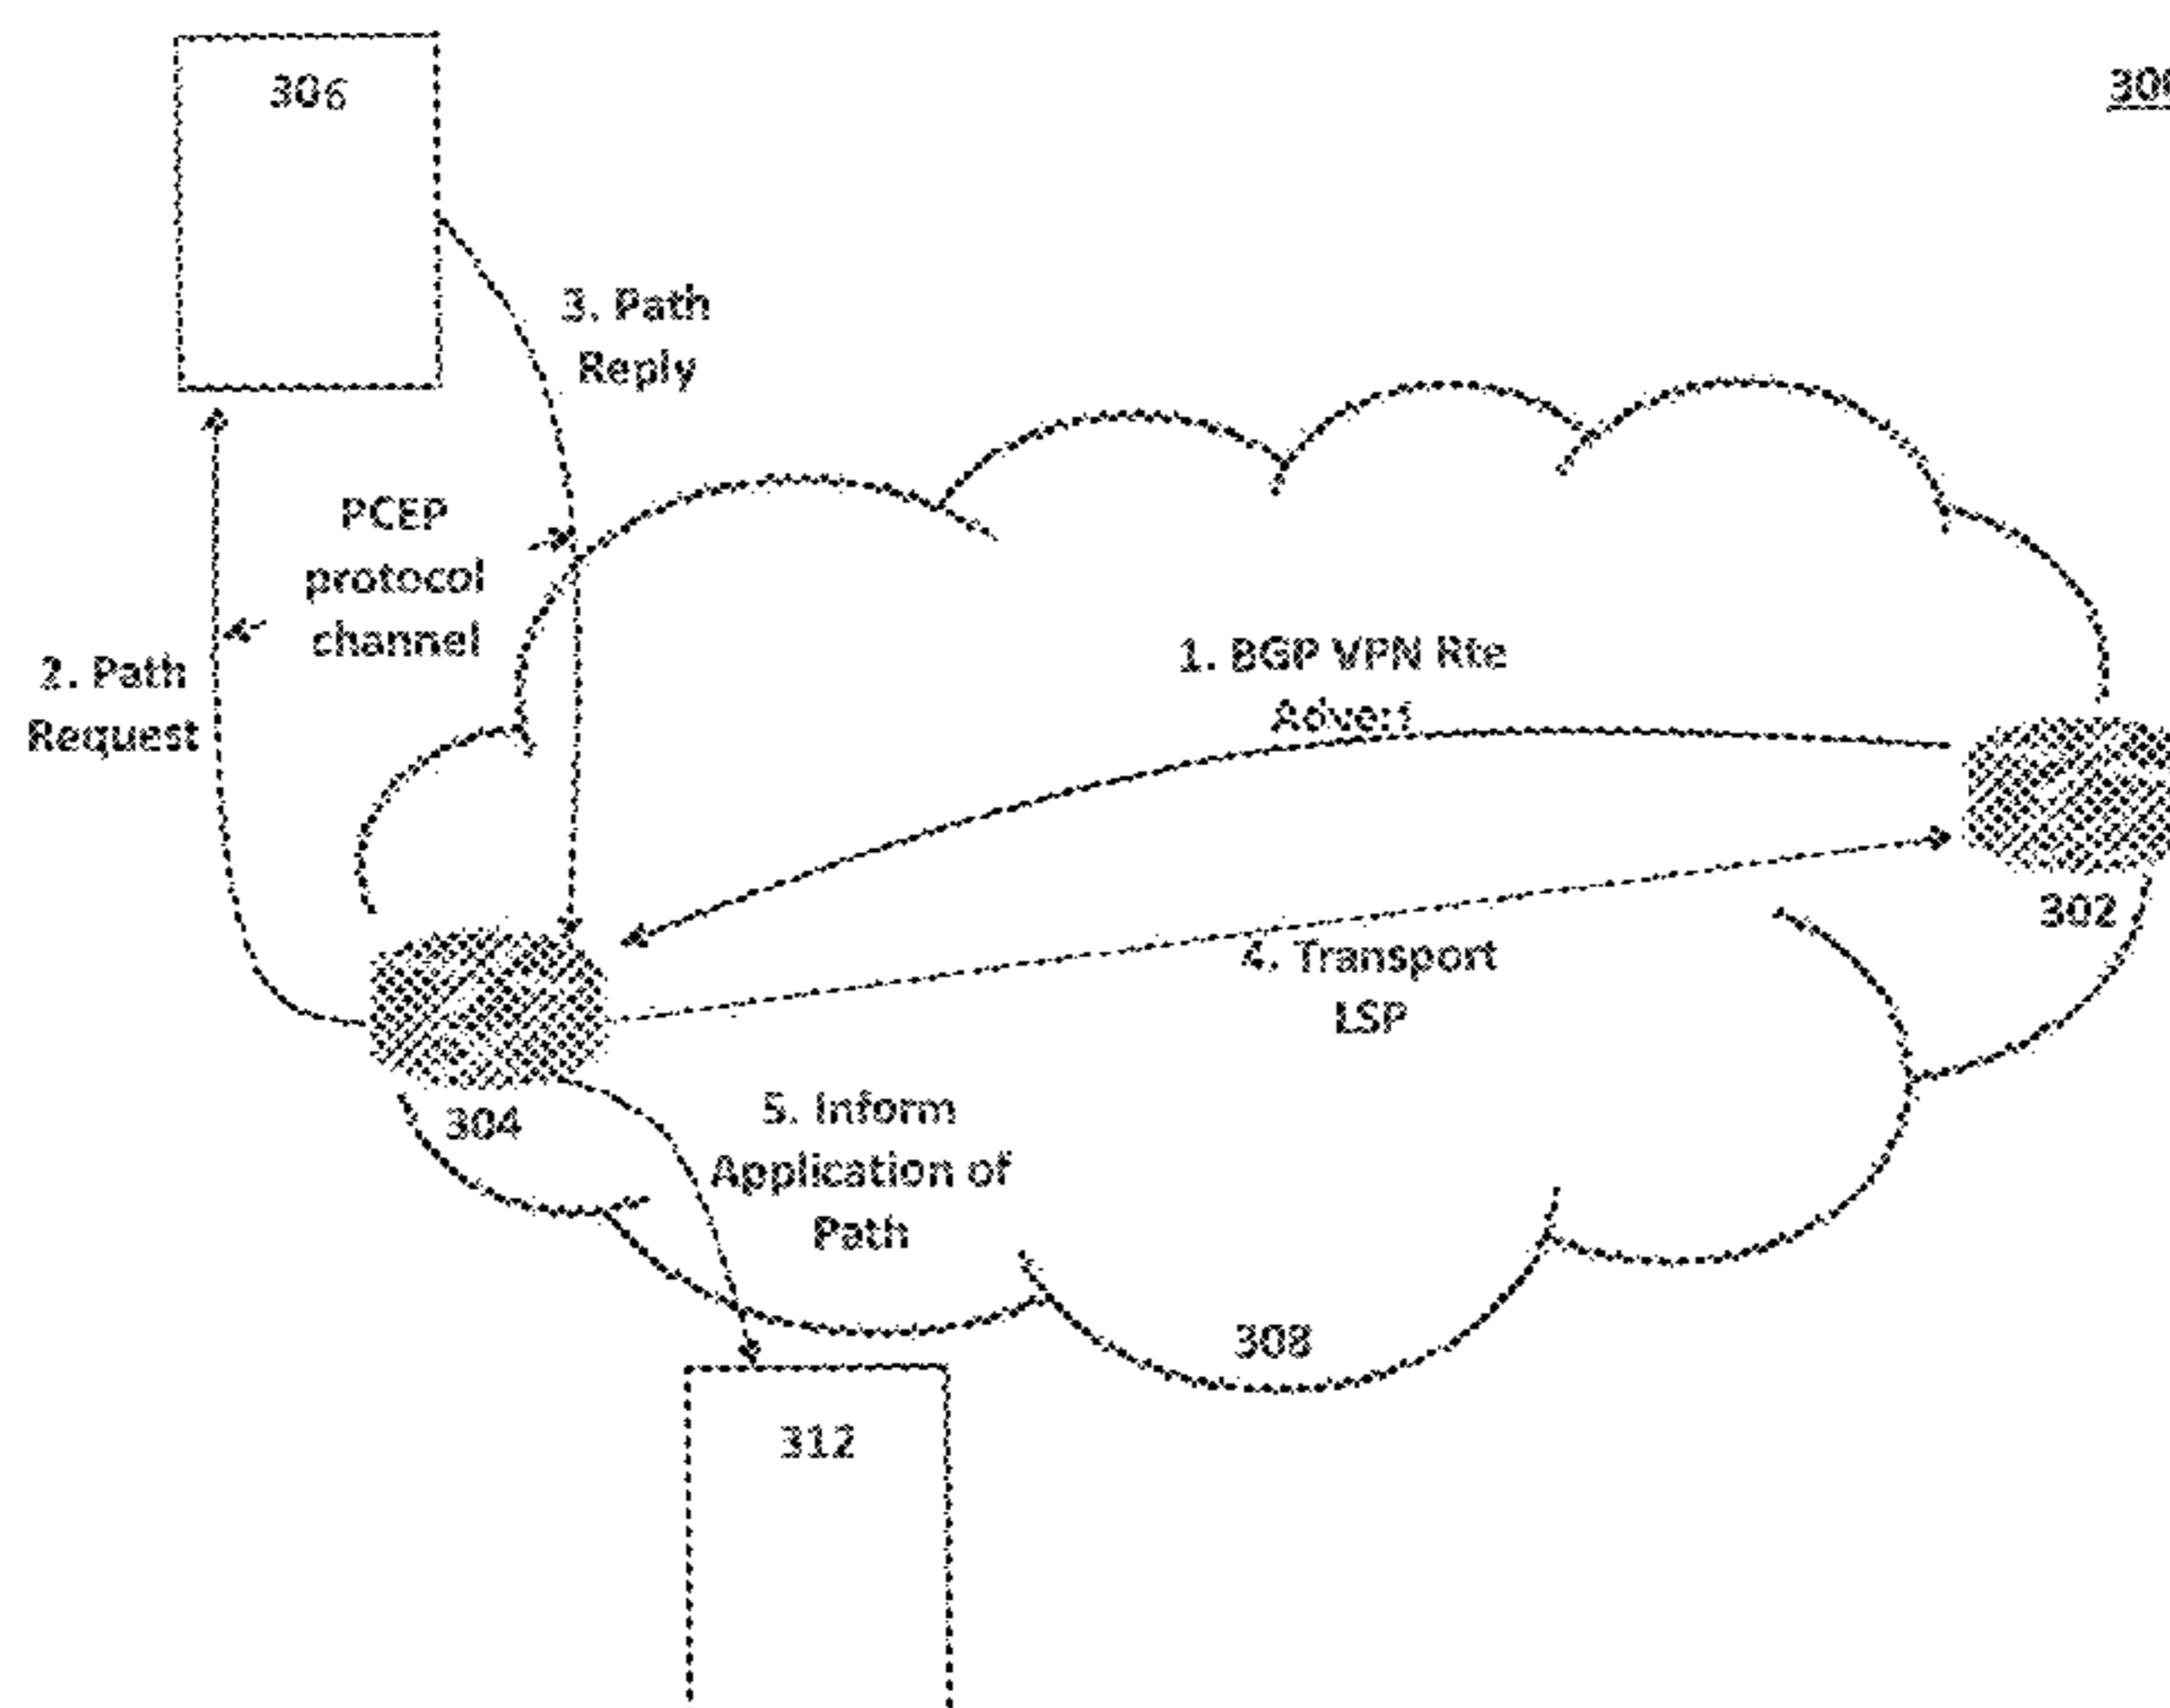 306
300
3. Path
Reply
PCEP
protocol
channel
2. Path
Request
1. BGP VPN Rte
Advert
302
4. Transport
LSP
304
5. Inform
Application of
Path
308
312